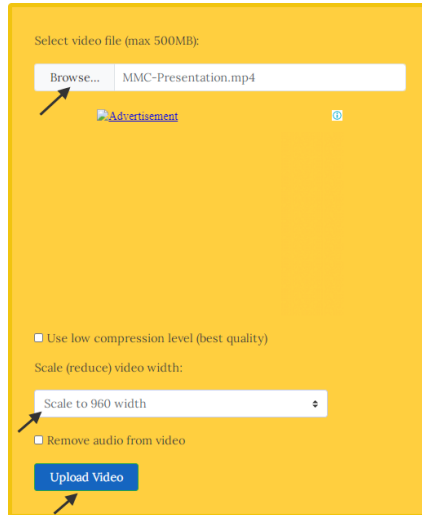 Select video file (max 500MB):
Browse... MMC-Presentation.mp4
Advertisement
Use low compression level (best quality)
Scale (reduce) video width:
Scale to 960 width
Remove audio from video
Upload Video